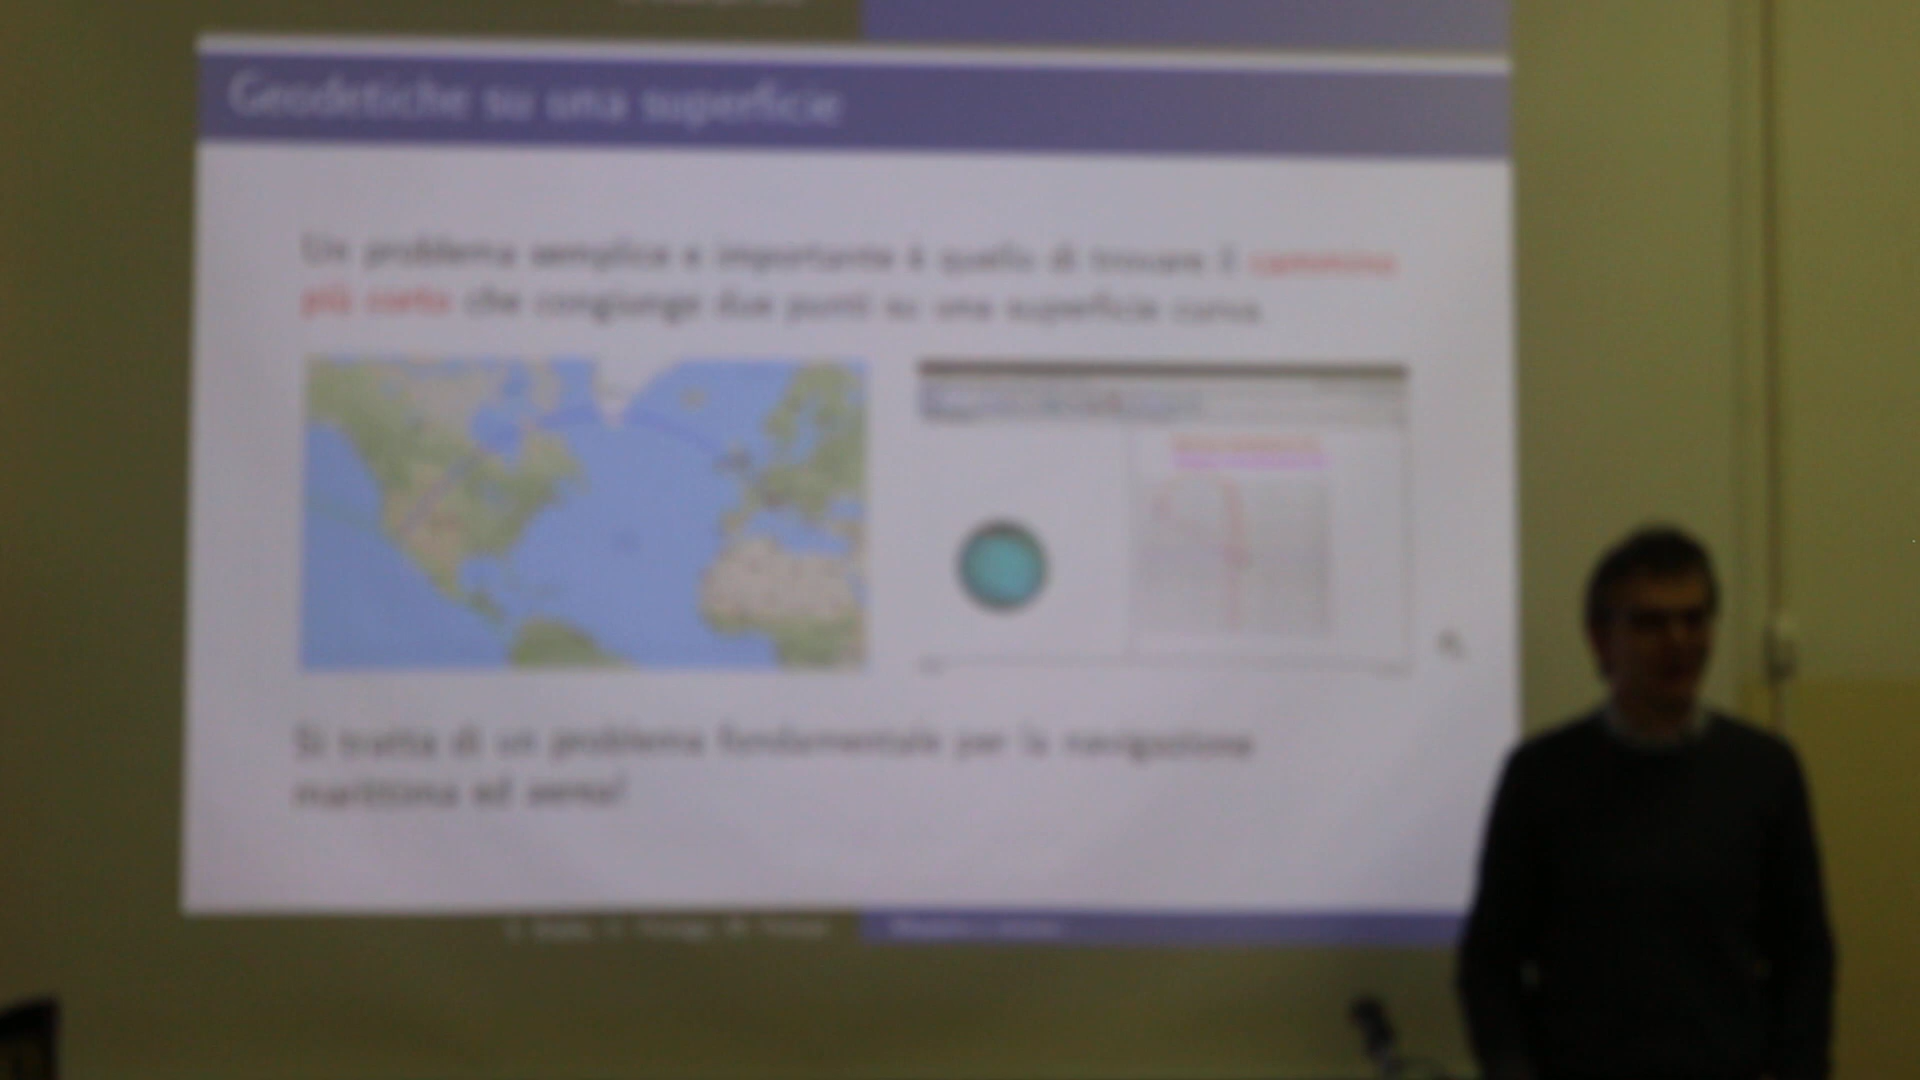 Geodetiche su una superficie
Un problema semplice e importante è quello di trovare il cammino
più corto che congiunge due punti su una superficie curva.
Si tratta di un problema fondamentale per la navigazione
marittima ed aerea!